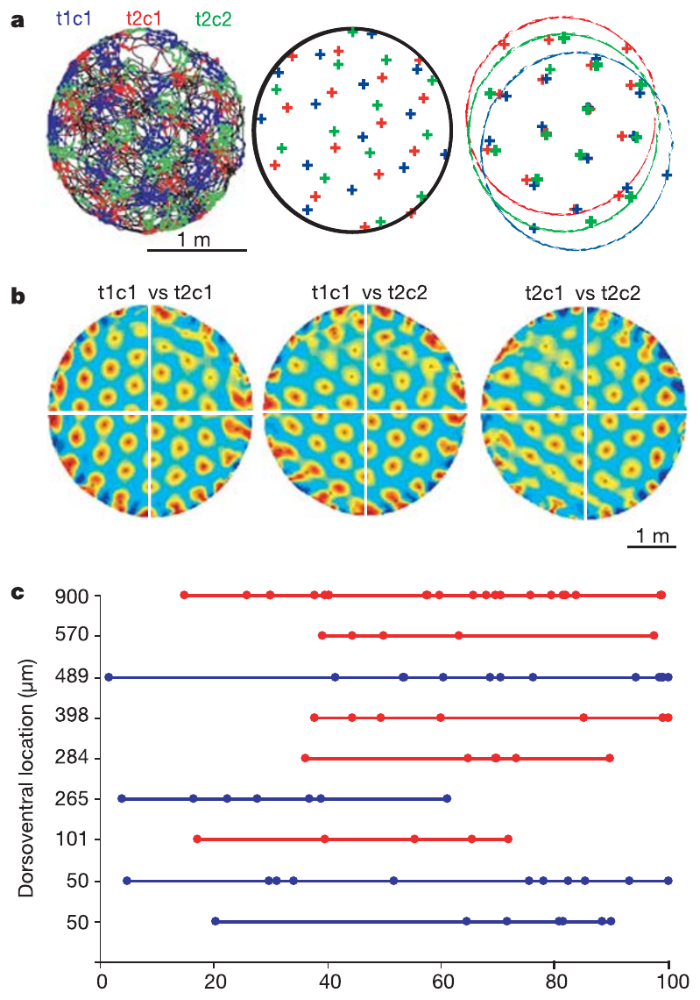 a t1c1 t2c1 t2c2
1 m
b t1c1 vs t2c1 t1c1 vs t2c2 t2c1 vs t2c2
1 m
c
Dorsoventral location (µm)
900
570
489
398
284
265
101
50
50
0 20 40 60 80 100